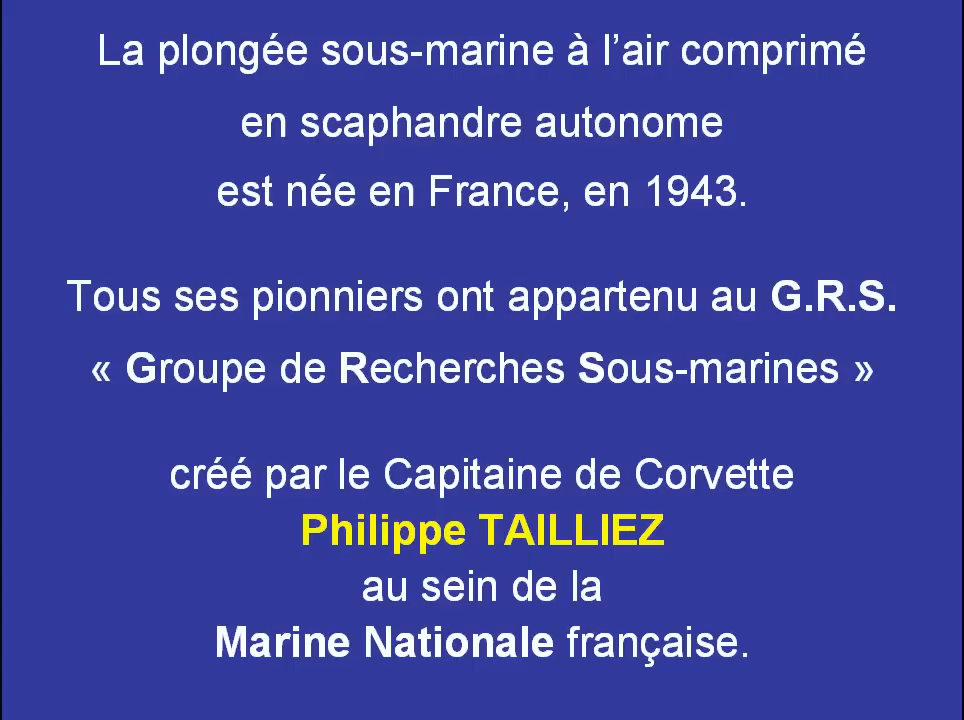 La plongée sous-marine à l’air comprimé
en scaphandre autonome
est née en France, en 1943.
Tous ses pionniers ont appartenu au G.R.S.
« Groupe de Recherches Sous-marines »
créé par le Capitaine de Corvette
Philippe TAILLIEZ
au sein de la
Marine Nationale française.